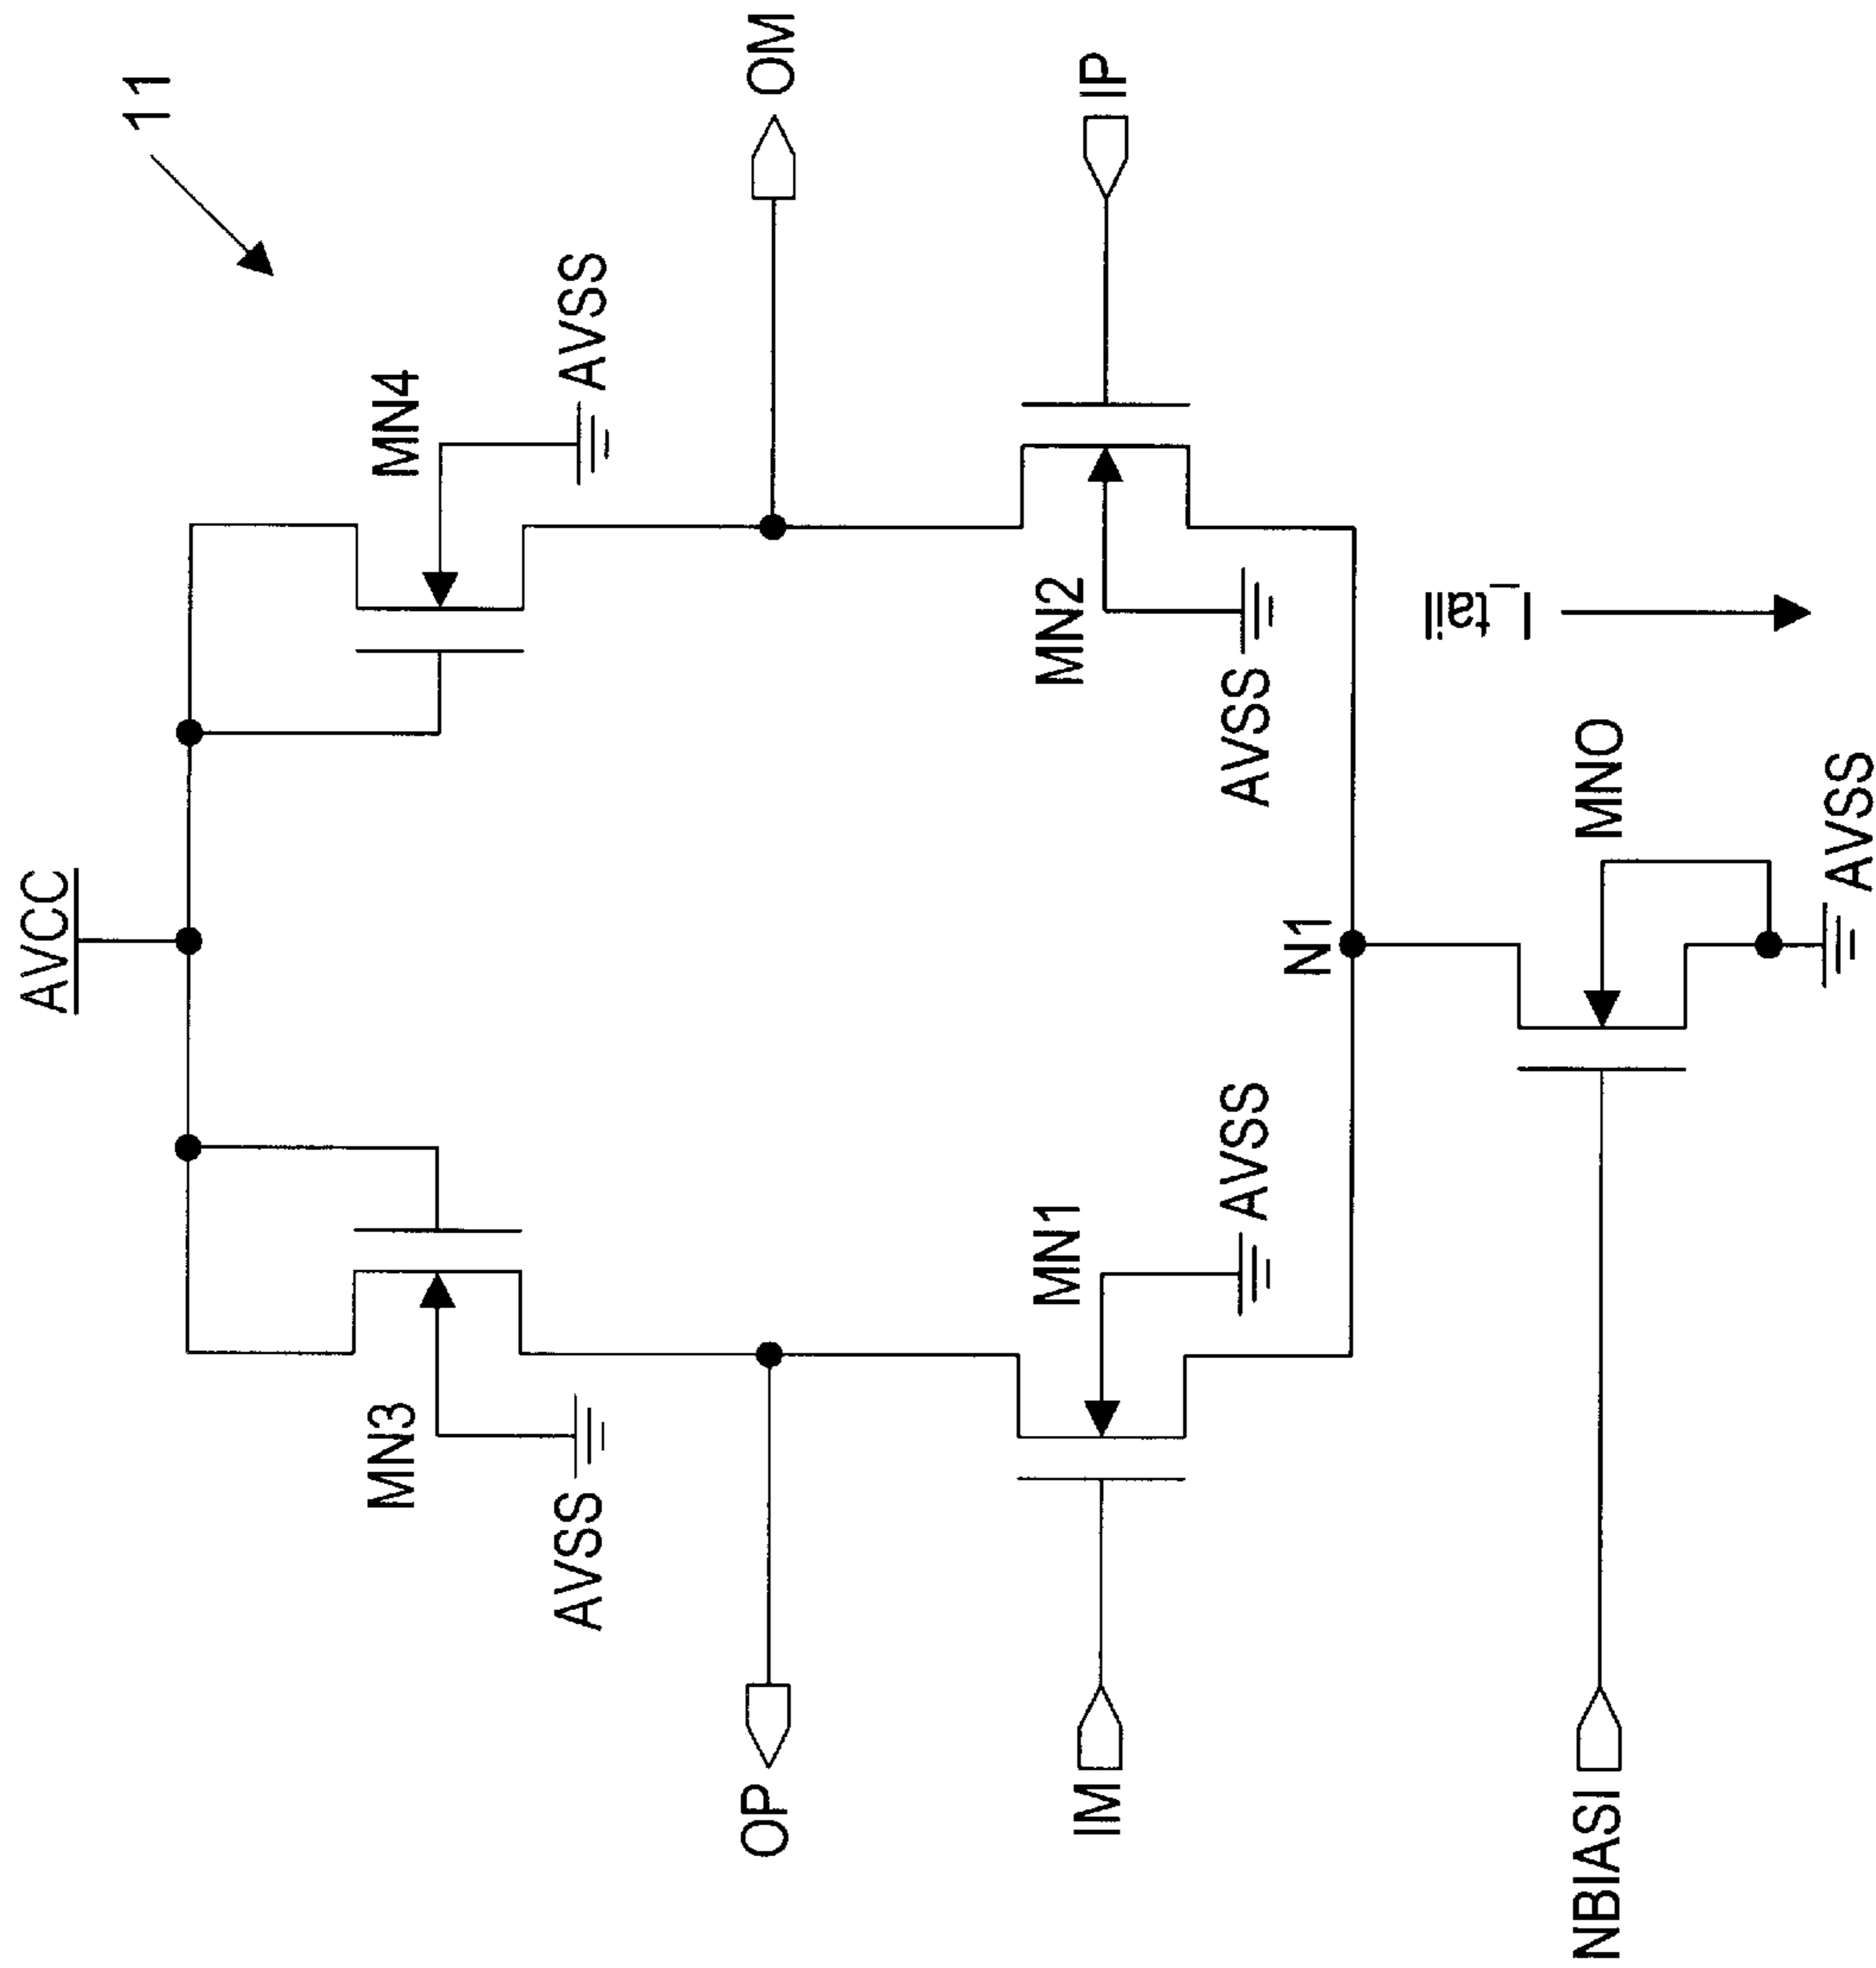 11
AVCC
MN3
MN4
AVSS
AVSS
OP
OM
IM
IP
MN1
MN2
AVSS
AVSS
N1
I_tail
NBIASI
MNO
AVSS